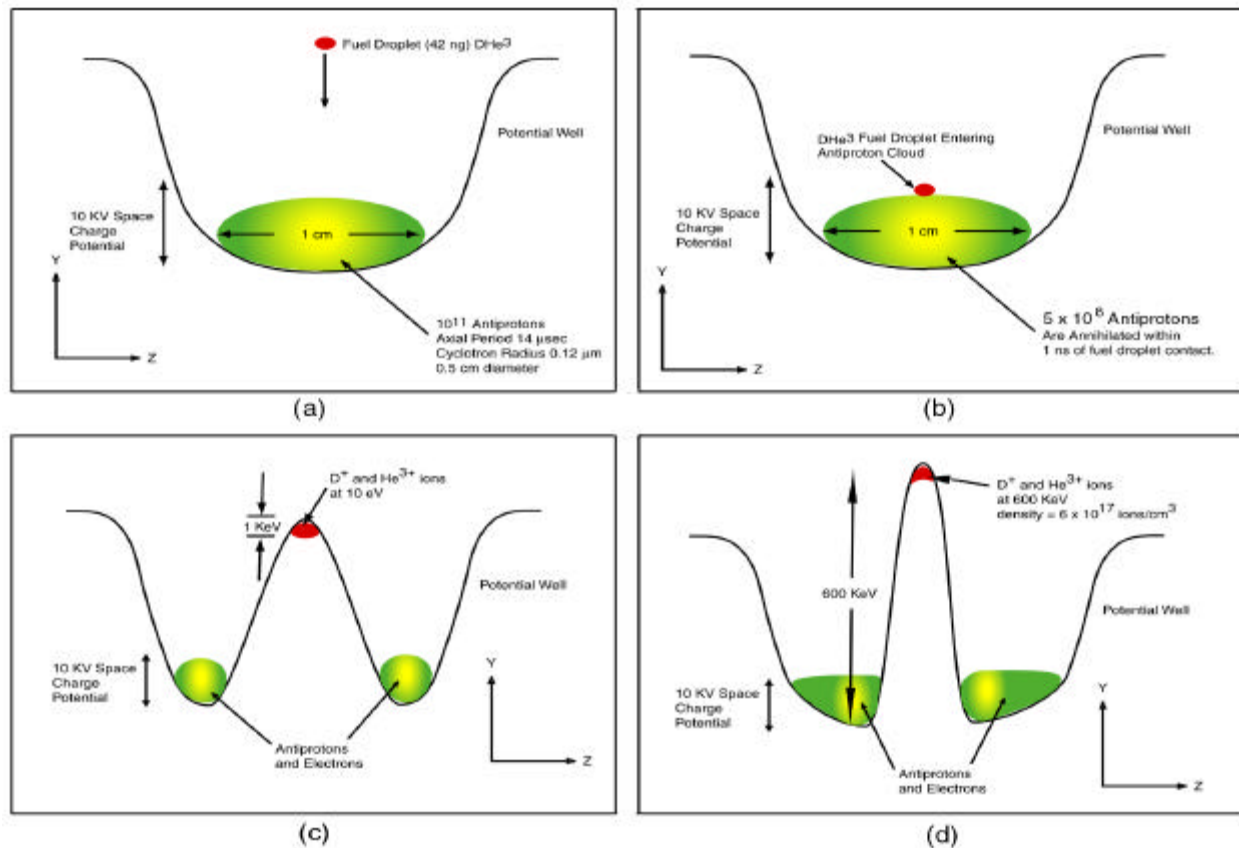 Fuel Droplet (42 ng) DHe³
Potential Well
10 KV Space
Charge
Potential
1 cm
Y
Z
10¹¹ Antiprotons
Axial Period 14 μsec
Cyclotron Radius 0.12 μm
0.5 cm diameter
(a)
DHe³ Fuel Droplet Entering
Antiproton Cloud
Potential Well
10 KV Space
Charge
Potential
1 cm
Y
Z
5 x 10⁸ Antiprotons
Are Annihilated within
1 ns of fuel droplet contact.
(b)
D⁺ and He³⁺ ions
at 10 eV
1 KeV
Potential Well
10 KV Space
Charge
Potential
Y
Z
Antiprotons
and Electrons
(c)
D⁺ and He³⁺ ions
at 600 KeV
density = 6 x 10¹⁷ ions/cm³
600 KeV
Potential Well
10 KV Space
Charge
Potential
Y
Z
Antiprotons
and Electrons
(d)